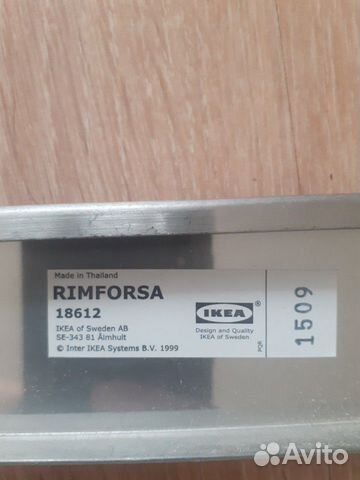 Made in Thailand
RIMFORSA
18612
IKEA of Sweden AB
SE-343 81 Älmhult
© Inter IKEA Systems B.V. 1999
IKEA®
Design and Quality
IKEA of Sweden
PQR
1509
Avito